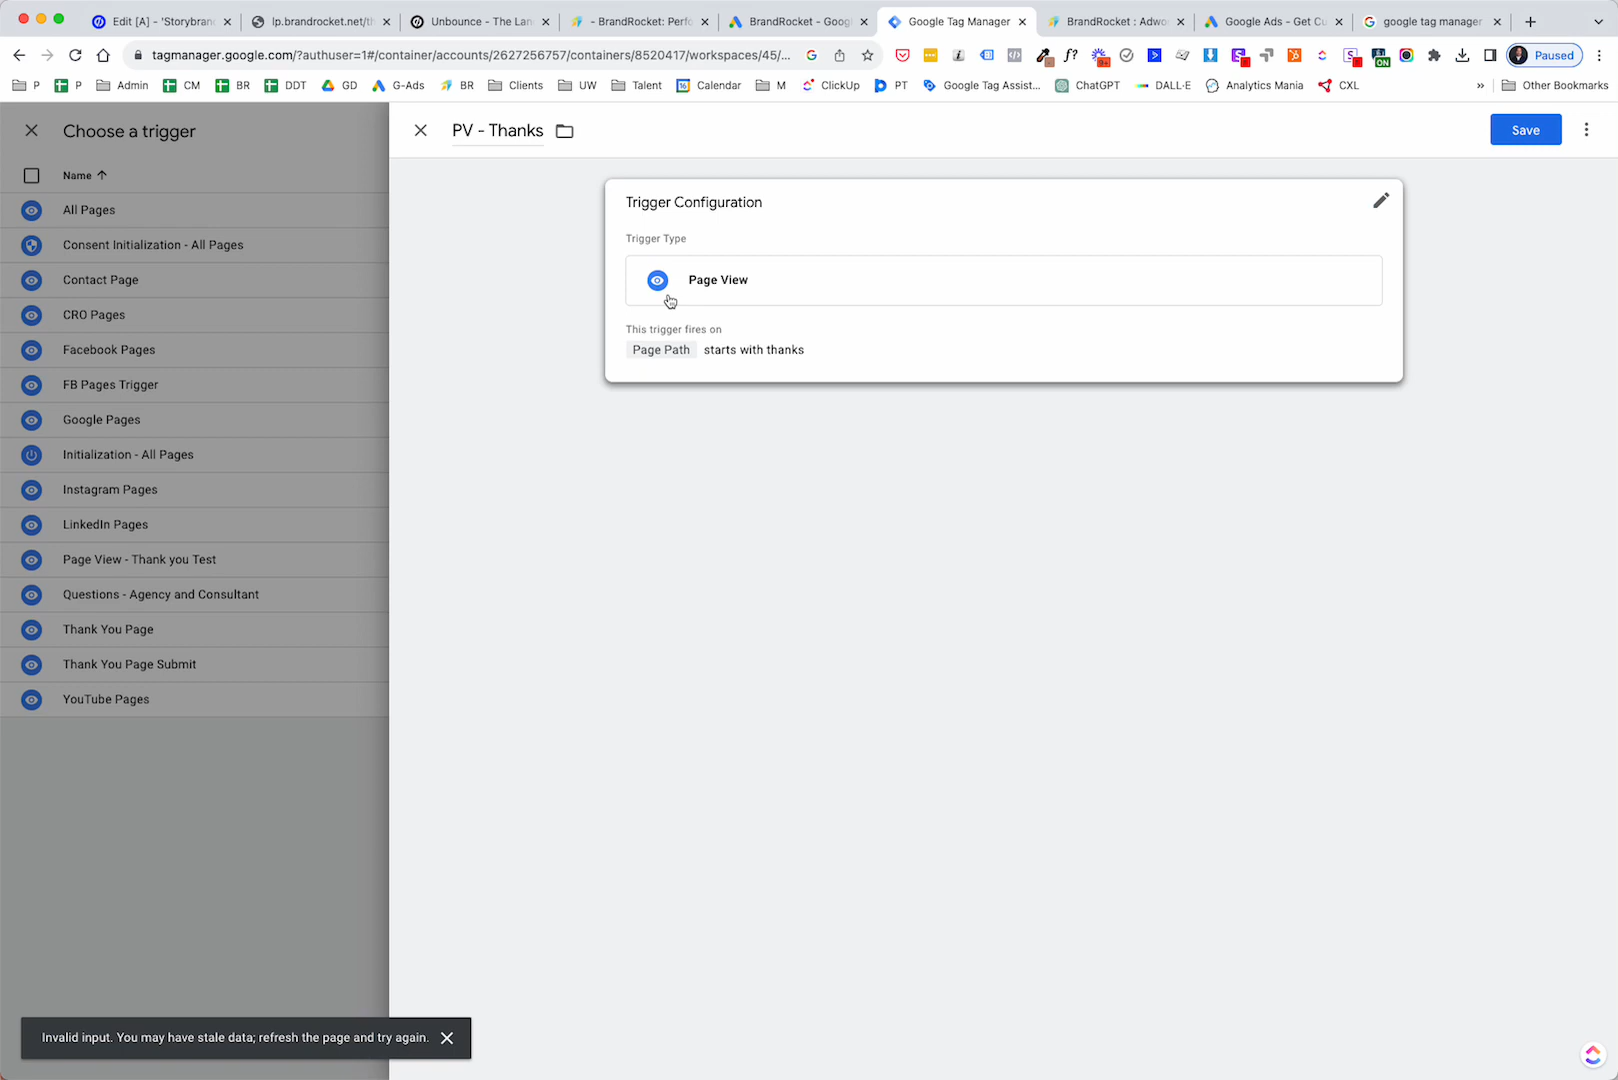 Edit [A] - 'Storybran
lp.brandrocket.net/th
Unbounce - The Lan
- BrandRocket: Perfo
BrandRocket - Googl
Google Tag Manager
BrandRocket : Adwo
Google Ads - Get Cu
google tag manager
tagmanager.google.com/?authuser=1#/container/accounts/2627256757/containers/8520417/workspaces/45/...
Paused
P
P
Admin
CM
BR
DDT
GD
G-Ads
BR
Clients
UW
Talent
Calendar
M
ClickUp
PT
Google Tag Assist...
ChatGPT
DALL·E
Analytics Mania
CXL
»
Other Bookmarks
Choose a trigger
PV - Thanks
Save
Name
All Pages
Consent Initialization - All Pages
Contact Page
CRO Pages
Facebook Pages
FB Pages Trigger
Google Pages
Initialization - All Pages
Instagram Pages
LinkedIn Pages
Page View - Thank you Test
Questions - Agency and Consultant
Thank You Page
Thank You Page Submit
YouTube Pages
Trigger Configuration
Trigger Type
Page View
This trigger fires on
Page Path starts with thanks
Invalid input. You may have stale data; refresh the page and try again.